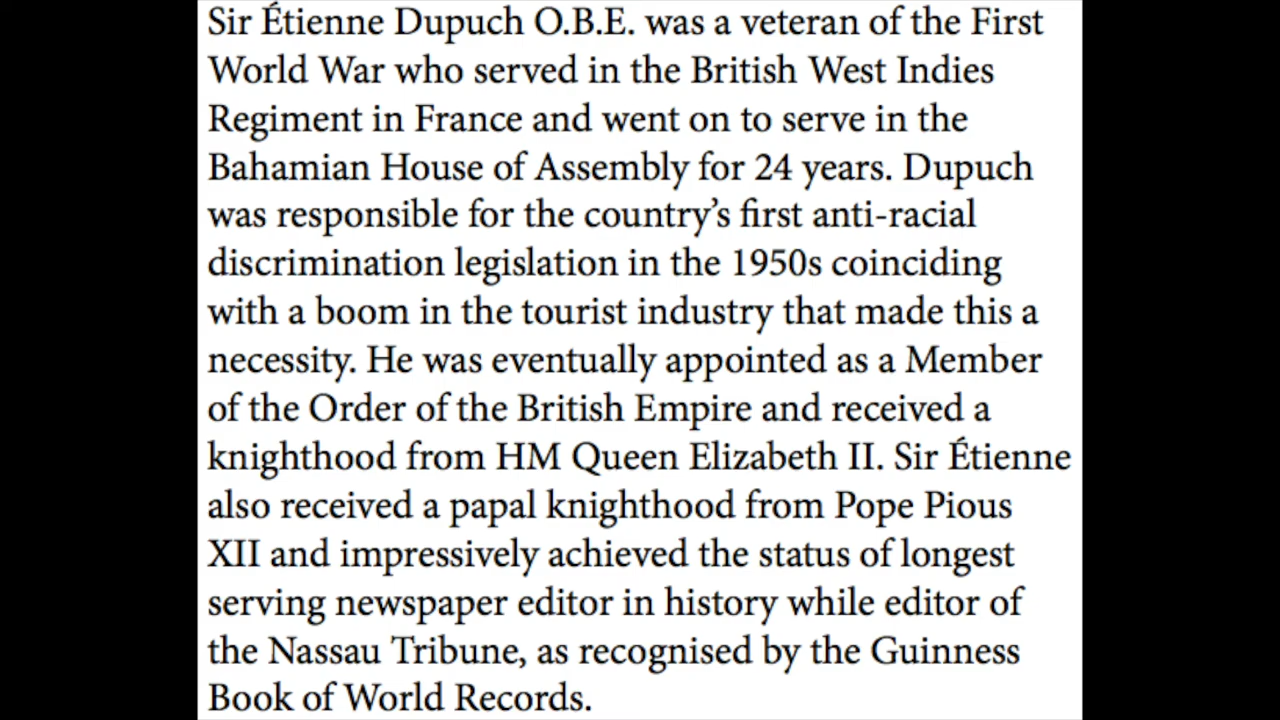 Sir Étienne Dupuch O.B.E. was a veteran of the First
World War who served in the British West Indies
Regiment in France and went on to serve in the
Bahamian House of Assembly for 24 years. Dupuch
was responsible for the country’s first anti-racial
discrimination legislation in the 1950s coinciding
with a boom in the tourist industry that made this a
necessity. He was eventually appointed as a Member
of the Order of the British Empire and received a
knighthood from HM Queen Elizabeth II. Sir Étienne
also received a papal knighthood from Pope Pious
XII and impressively achieved the status of longest
serving newspaper editor in history while editor of
the Nassau Tribune, as recognised by the Guinness
Book of World Records.